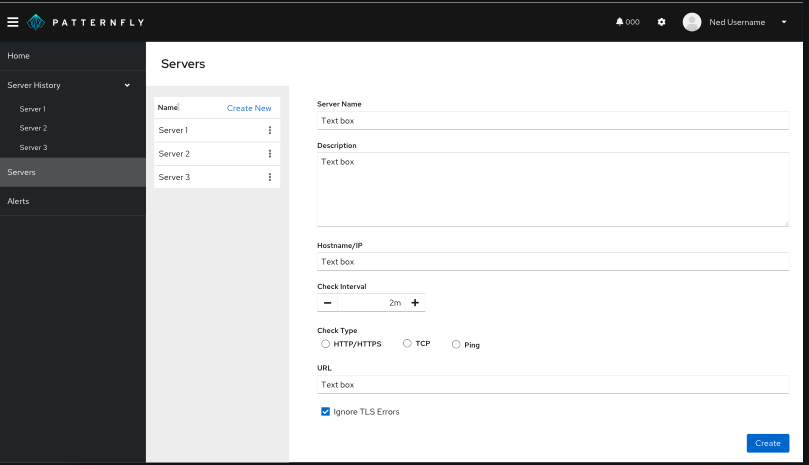 PATTERNFLY
000
Ned Username
Home
Server History
Server 1
Server 2
Server 3
Servers
Alerts
Servers
Name
Create New
Server 1
Server 2
Server 3
Server Name
Text box
Description
Text box
Hostname/IP
Text box
Check Interval
2m
Check Type
HTTP/HTTPS TCP Ping
URL
Text box
Ignore TLS Errors
Create